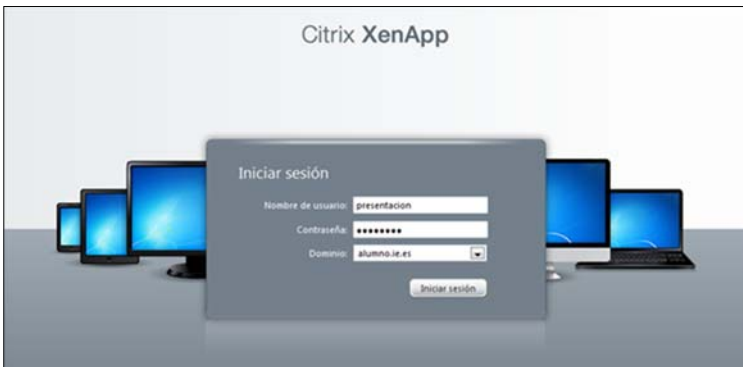 Citrix XenApp
Iniciar sesión
Nombre de usuario: presentacion
Contraseña: ••••••••
Dominio: alumno.ie.es
Iniciar sesión